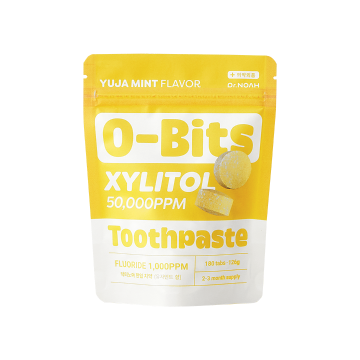 YUJA MINT FLAVOR
Dr.NOAH
O-Bits
XYLITOL
50,000PPM
Toothpaste
FLUORIDE 1,000PPM